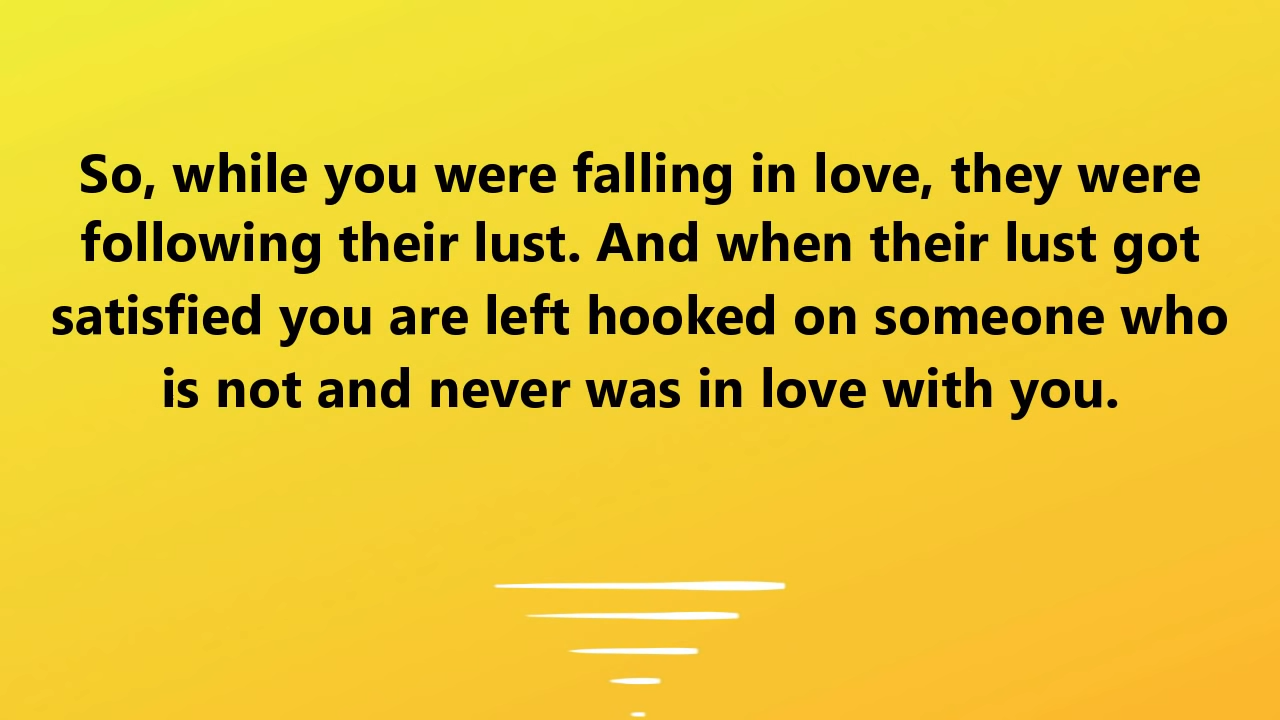 So, while you were falling in love, they were
following their lust. And when their lust got
satisfied you are left hooked on someone who
is not and never was in love with you.